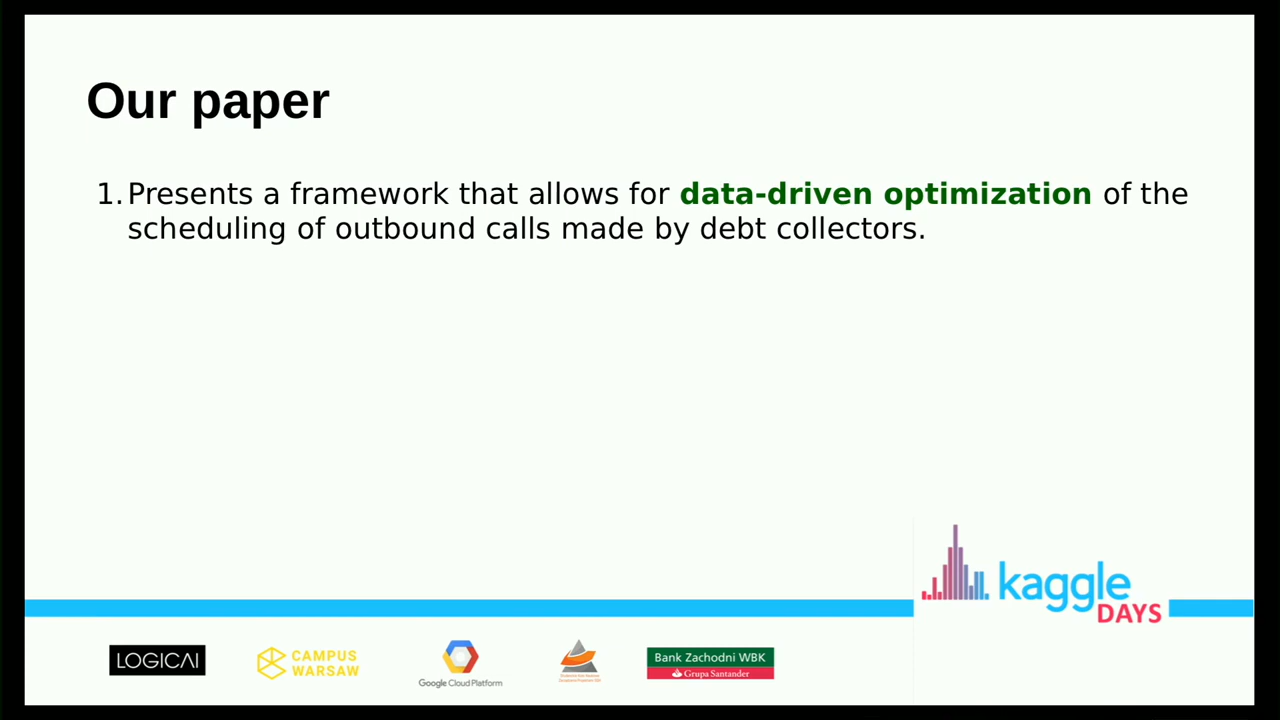 Our paper
1. Presents a framework that allows for data-driven optimization of the
scheduling of outbound calls made by debt collectors.
kaggle
DAYS
LOGICAI
CAMPUS
WARSAW
Google Cloud Platform
Bank Zachodni WBK
Grupa Santander